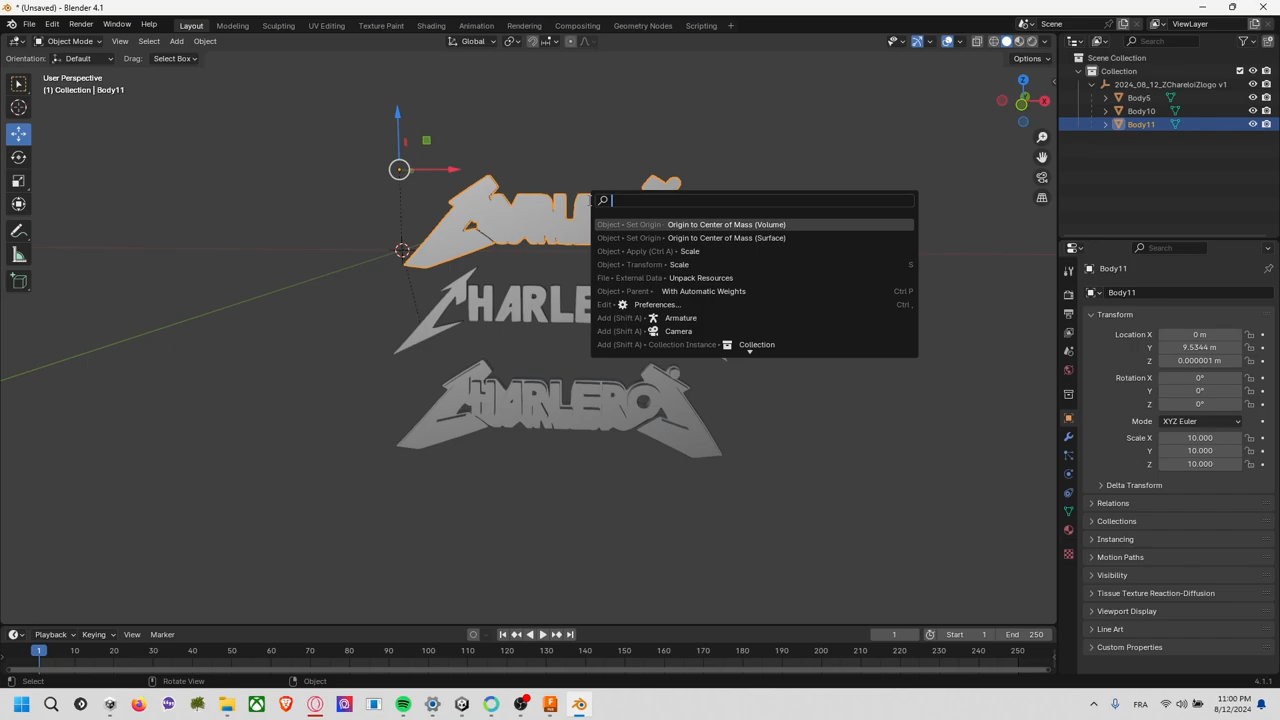 * (Unsaved) - Blender 4.1
File Edit Render Window Help Layout Modeling Sculpting UV Editing Texture Paint Shading Animation Rendering Compositing Geometry Nodes Scripting + Scene ViewLayer
Object Mode View Select Add Object Global Search
Orientation: Default Drag: Select Box Options
Scene Collection
Collection
2024_08_12_ZChareloiZlogo v1
Body5
Body10
Body11
User Perspective
(1) Collection | Body11
Z
X
Object • Set Origin • Origin to Center of Mass (Volume)
Object • Set Origin • Origin to Center of Mass (Surface)
Object • Apply (Ctrl A) • Scale
Object • Transform • Scale S
File • External Data • Unpack Resources
Object • Parent • With Automatic Weights Ctrl P
Edit • Preferences... Ctrl ,
Add (Shift A) • Armature
Add (Shift A) • Camera
Add (Shift A) • Collection Instance • Collection
CHARLE
CHARLEROI
Search
Body11
Body11
Transform
Location X 0 m
Y 9.5344 m
Z 0.000001 m
Rotation X 0°
Y 0°
Z 0°
Mode XYZ Euler
Scale X 10.000
Y 10.000
Z 10.000
Delta Transform
Relations
Collections
Instancing
Motion Paths
Visibility
Tissue Texture Reaction-Diffusion
Viewport Display
Line Art
Custom Properties
Playback Keying View Marker 1 Start 1 End 250
1 10 20 30 40 50 60 70 80 90 100 110 120 130 140 150 160 170 180 190 200 210 220 230 240 250
Select Rotate View Object 4.1.1
FRA 11:00 PM
8/12/2024